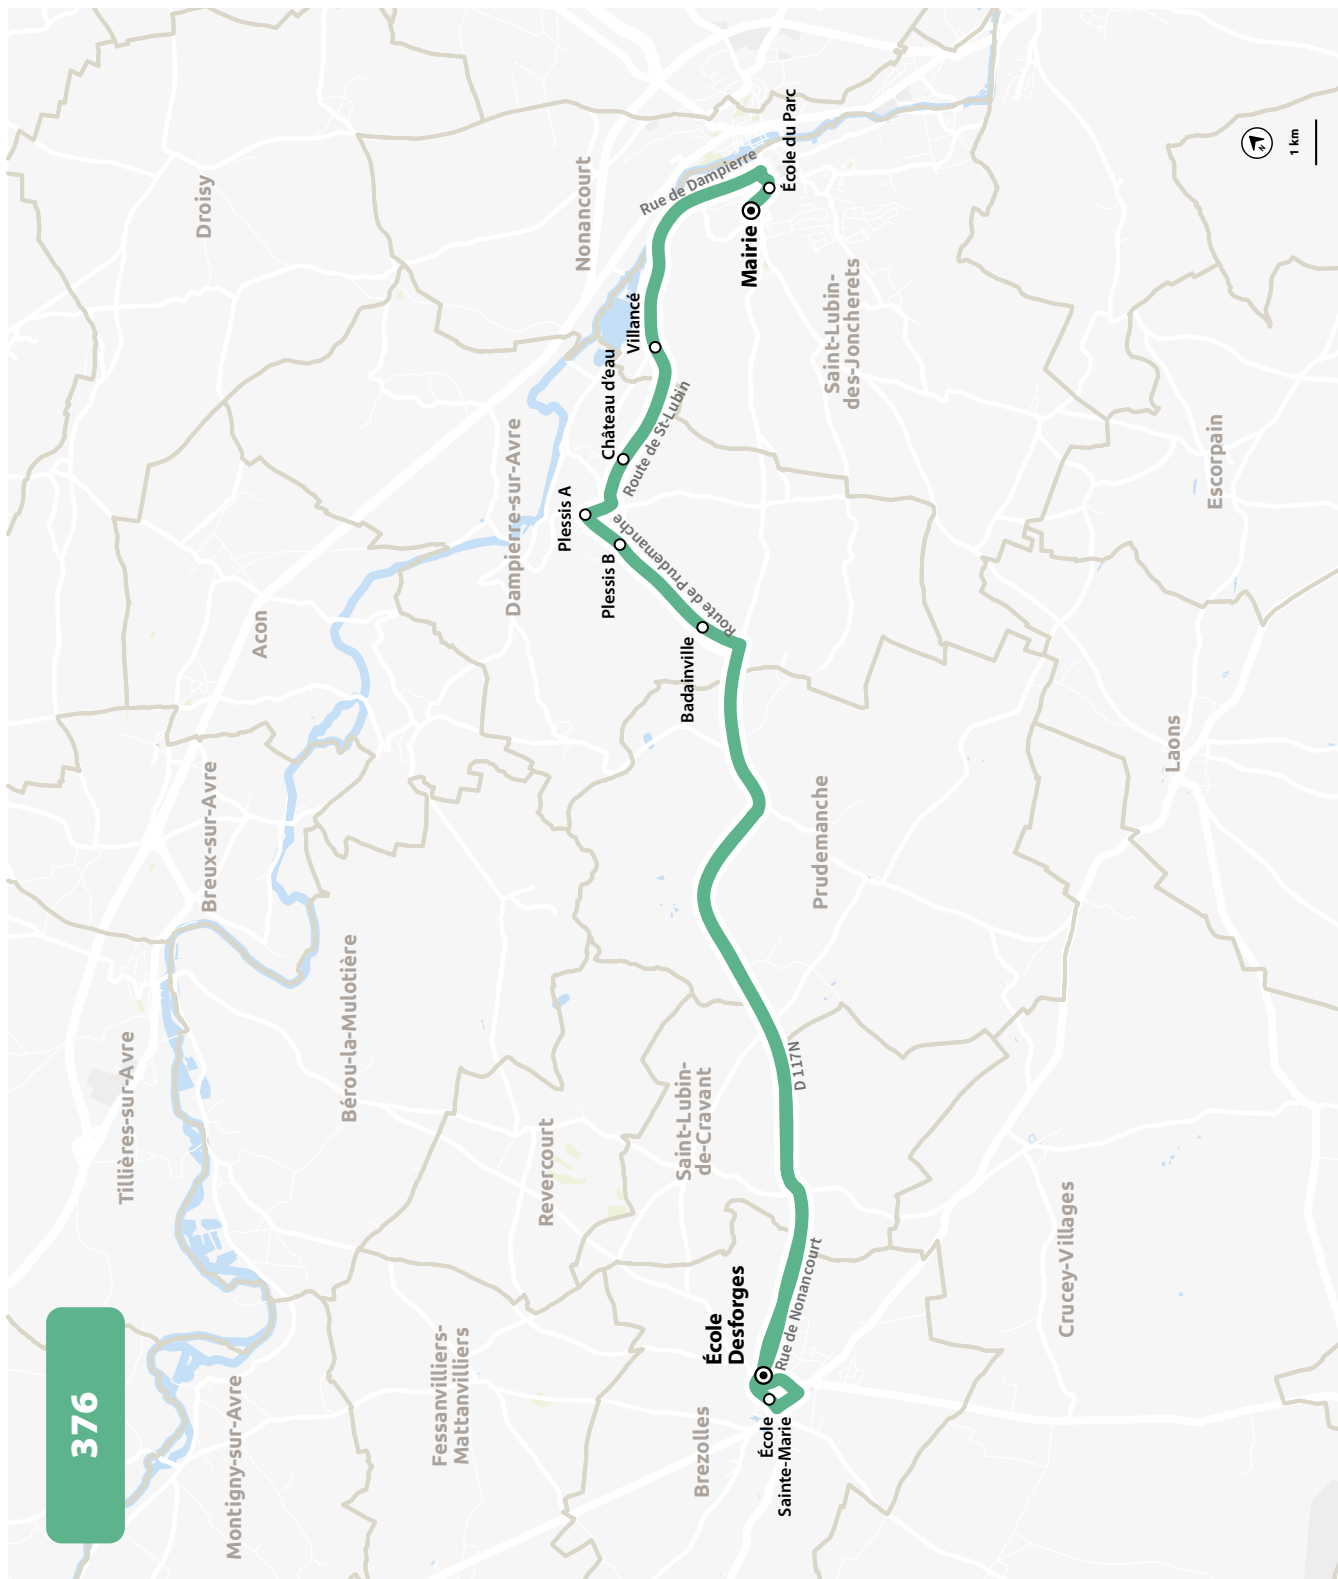 376
Montigny-sur-Avre
Tillières-sur-Avre
Breux-sur-Avre
Droisy
Acon
Bérou-la-Mulotière
Fessanvilliers-
Mattanvilliers
Revercourt
Dampierre-sur-Avre
Nonancourt
Saint-Lubin-
de-Cravant
Brezolles
Prudemanche
Saint-Lubin-
des-Joncherets
Crucey-Villages
Laons
Escorpain
École
Sainte-Marie
École
Desforges
Rue de Nonancourt
D 117N
Badainville
Route de Prudemanche
Plessis B
Plessis A
Château d'eau
Route de St-Lubin
Villancé
Rue de Dampierre
Mairie
École du Parc
N
1 km